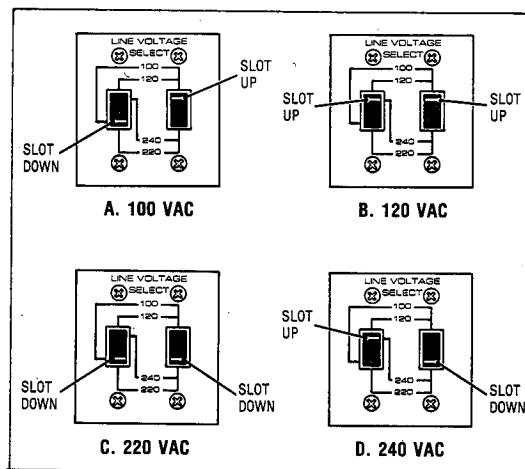 LINE VOLTAGE
SELECT
100
120
240
220
SLOT
UP
SLOT
DOWN
A. 100 VAC
LINE VOLTAGE
SELECT
100
120
240
220
SLOT
UP
SLOT
UP
B. 120 VAC
LINE VOLTAGE
SELECT
100
120
240
220
SLOT
DOWN
SLOT
DOWN
C. 220 VAC
LINE VOLTAGE
SELECT
100
120
240
220
SLOT
UP
SLOT
DOWN
D. 240 VAC